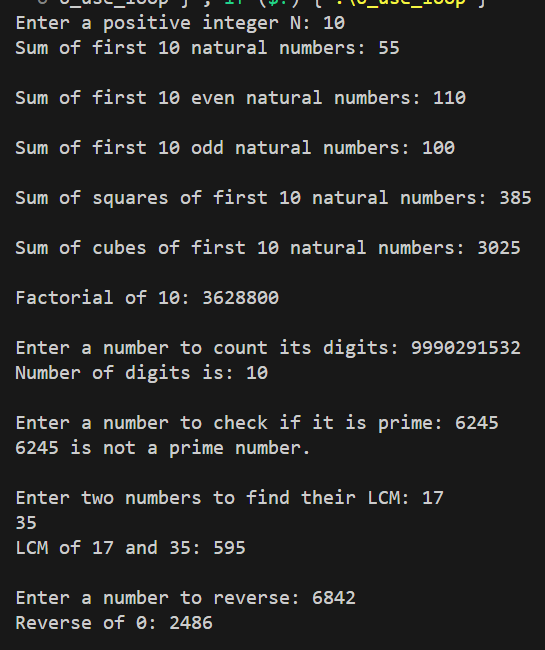 Enter a positive integer N: 10
Sum of first 10 natural numbers: 55
Sum of first 10 even natural numbers: 110
Sum of first 10 odd natural numbers: 100
Sum of squares of first 10 natural numbers: 385
Sum of cubes of first 10 natural numbers: 3025
Factorial of 10: 3628800
Enter a number to count its digits: 9990291532
Number of digits is: 10
Enter a number to check if it is prime: 6245
6245 is not a prime number.
Enter two numbers to find their LCM: 17
35
LCM of 17 and 35: 595
Enter a number to reverse: 6842
Reverse of 0: 2486